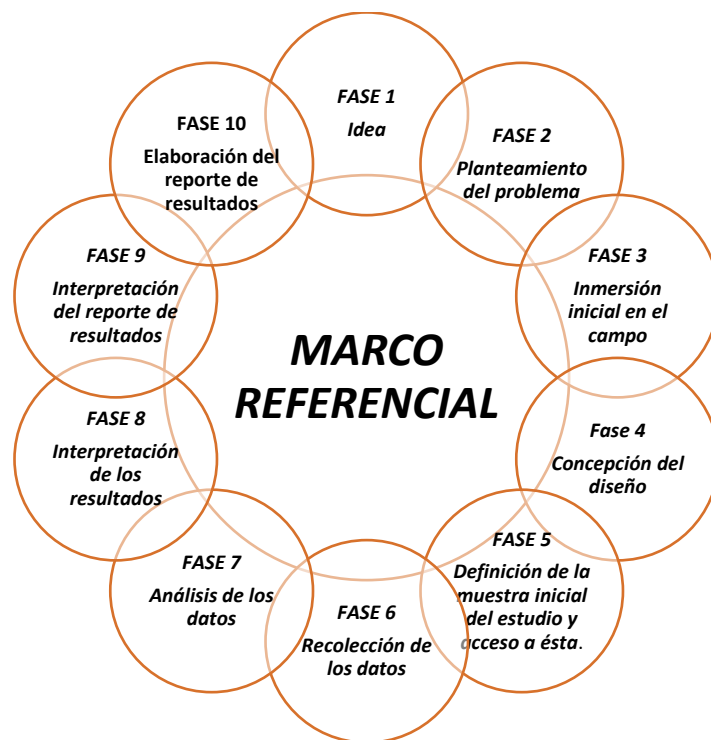 FASE 1
Idea
FASE 2
Planteamiento
del problema
FASE 3
Inmersión
inicial en el
campo
Fase 4
Concepción del
diseño
FASE 5
Definición de la
muestra inicial
del estudio y
acceso a ésta.
FASE 6
Recolección de
los datos
FASE 7
Análisis de los
datos
FASE 8
Interpretación
de los
resultados
FASE 9
Interpretación
del reporte de
resultados
FASE 10
Elaboración del
reporte de
resultados
MARCO
REFERENCIAL